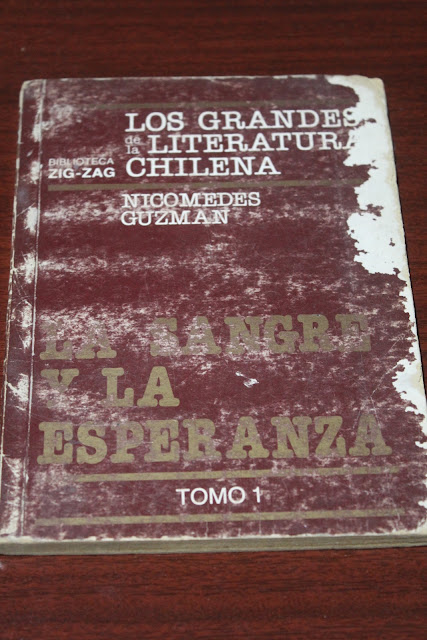 LOS GRANDES
de la LITERATURA
BIBLIOTECA
ZIG-ZAG
CHILENA
NICOMEDES
GUZMAN
LA SANGRE
Y LA
ESPERANZA
TOMO 1